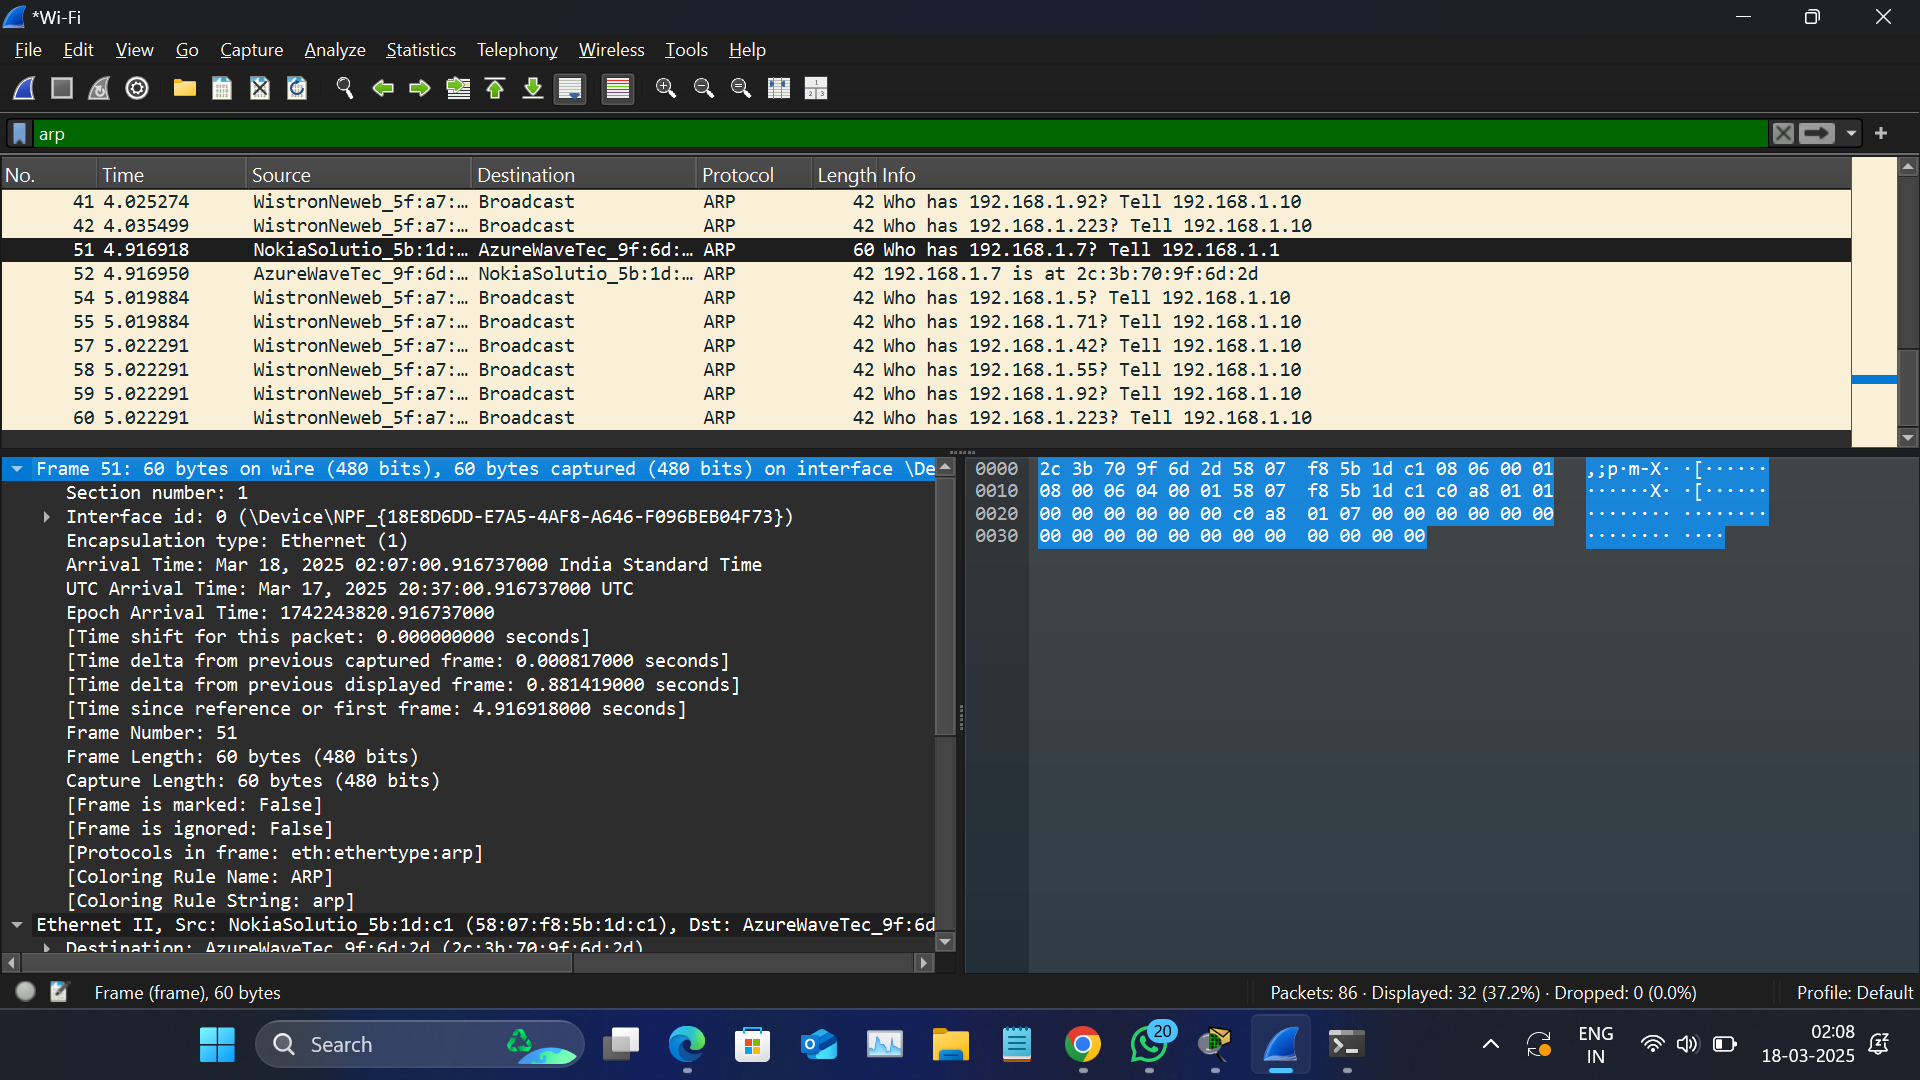 *Wi-Fi
File Edit View Go Capture Analyze Statistics Telephony Wireless Tools Help
arp
No. Time Source Destination Protocol Length Info
41 4.025274 WistronNeweb_5f:a7:… Broadcast ARP 42 Who has 192.168.1.92? Tell 192.168.1.10
42 4.035499 WistronNeweb_5f:a7:… Broadcast ARP 42 Who has 192.168.1.223? Tell 192.168.1.10
51 4.916918 NokiaSolutio_5b:1d:… AzureWaveTec_9f:6d:… ARP 60 Who has 192.168.1.7? Tell 192.168.1.1
52 4.916950 AzureWaveTec_9f:6d:… NokiaSolutio_5b:1d:… ARP 42 192.168.1.7 is at 2c:3b:70:9f:6d:2d
54 5.019884 WistronNeweb_5f:a7:… Broadcast ARP 42 Who has 192.168.1.5? Tell 192.168.1.10
55 5.019884 WistronNeweb_5f:a7:… Broadcast ARP 42 Who has 192.168.1.71? Tell 192.168.1.10
57 5.022291 WistronNeweb_5f:a7:… Broadcast ARP 42 Who has 192.168.1.42? Tell 192.168.1.10
58 5.022291 WistronNeweb_5f:a7:… Broadcast ARP 42 Who has 192.168.1.55? Tell 192.168.1.10
59 5.022291 WistronNeweb_5f:a7:… Broadcast ARP 42 Who has 192.168.1.92? Tell 192.168.1.10
60 5.022291 WistronNeweb_5f:a7:… Broadcast ARP 42 Who has 192.168.1.223? Tell 192.168.1.10
Frame 51: 60 bytes on wire (480 bits), 60 bytes captured (480 bits) on interface \De
Section number: 1
Interface id: 0 (\Device\NPF_{18E8D6DD-E7A5-4AF8-A646-F096BEB04F73})
Encapsulation type: Ethernet (1)
Arrival Time: Mar 18, 2025 02:07:00.916737000 India Standard Time
UTC Arrival Time: Mar 17, 2025 20:37:00.916737000 UTC
Epoch Arrival Time: 1742243820.916737000
[Time shift for this packet: 0.000000000 seconds]
[Time delta from previous captured frame: 0.000817000 seconds]
[Time delta from previous displayed frame: 0.881419000 seconds]
[Time since reference or first frame: 4.916918000 seconds]
Frame Number: 51
Frame Length: 60 bytes (480 bits)
Capture Length: 60 bytes (480 bits)
[Frame is marked: False]
[Frame is ignored: False]
[Protocols in frame: eth:ethertype:arp]
[Coloring Rule Name: ARP]
[Coloring Rule String: arp]
Ethernet II, Src: NokiaSolutio_5b:1d:c1 (58:07:f8:5b:1d:c1), Dst: AzureWaveTec_9f:6d
Destination: AzureWaveTec_9f:6d:2d (2c:3b:70:9f:6d:2d)
0000 2c 3b 70 9f 6d 2d 58 07 f8 5b 1d c1 08 06 00 01 ,;p·m-X· ·[······
0010 08 00 06 04 00 01 58 07 f8 5b 1d c1 c0 a8 01 01 ······X· ·[······
0020 00 00 00 00 00 00 c0 a8 01 07 00 00 00 00 00 00 ········ ········
0030 00 00 00 00 00 00 00 00 00 00 00 00 ········ ····
Frame (frame), 60 bytes
Packets: 86 · Displayed: 32 (37.2%) · Dropped: 0 (0.0%)
Profile: Default
Search
20
ENG
IN
02:08
18-03-2025